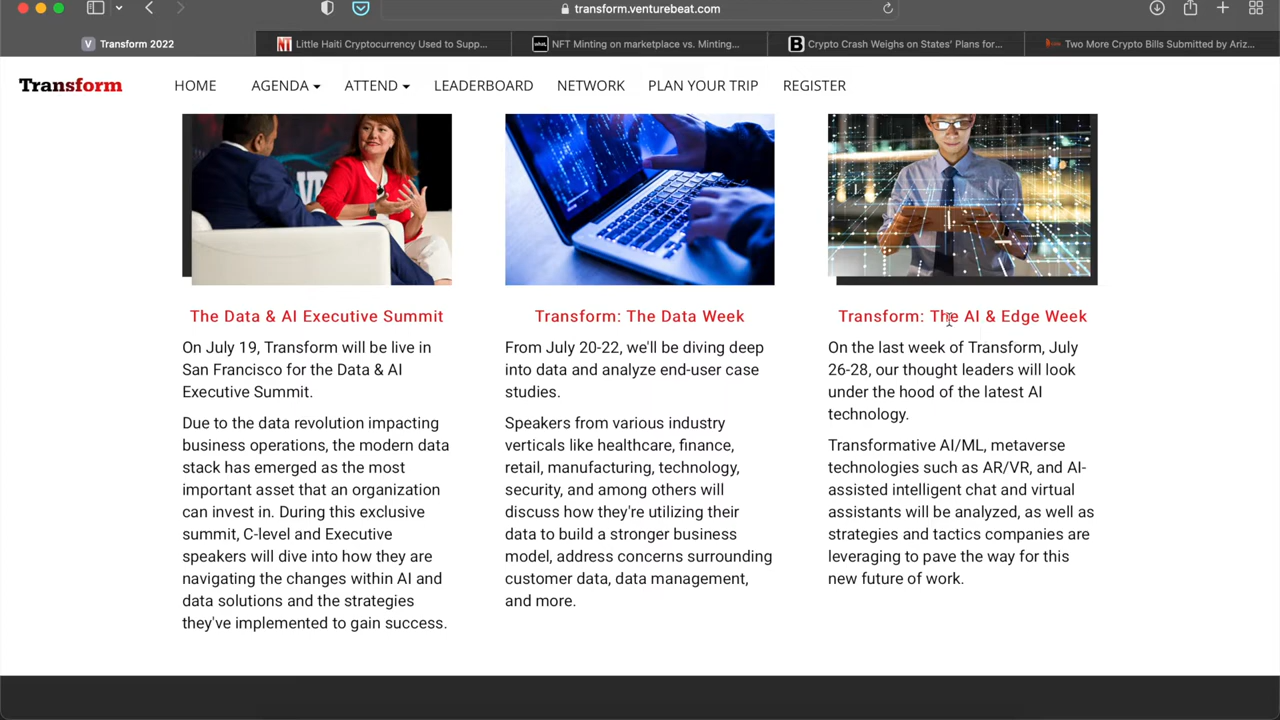 transform.venturebeat.com
V Transform 2022
NT Little Haiti Cryptocurrency Used to Supp...
NFT Minting on marketplace vs. Minting...
B Crypto Crash Weighs on States' Plans for...
Two More Crypto Bills Submitted by Ariz...
Transform HOME AGENDA ATTEND LEADERBOARD NETWORK PLAN YOUR TRIP REGISTER
The Data & AI Executive Summit
On July 19, Transform will be live in
San Francisco for the Data & AI
Executive Summit.
Due to the data revolution impacting
business operations, the modern data
stack has emerged as the most
important asset that an organization
can invest in. During this exclusive
summit, C-level and Executive
speakers will dive into how they are
navigating the changes within AI and
data solutions and the strategies
they've implemented to gain success.
Transform: The Data Week
From July 20-22, we'll be diving deep
into data and analyze end-user case
studies.
Speakers from various industry
verticals like healthcare, finance,
retail, manufacturing, technology,
security, and among others will
discuss how they're utilizing their
data to build a stronger business
model, address concerns surrounding
customer data, data management,
and more.
Transform: The AI & Edge Week
On the last week of Transform, July
26-28, our thought leaders will look
under the hood of the latest AI
technology.
Transformative AI/ML, metaverse
technologies such as AR/VR, and AI-
assisted intelligent chat and virtual
assistants will be analyzed, as well as
strategies and tactics companies are
leveraging to pave the way for this
new future of work.